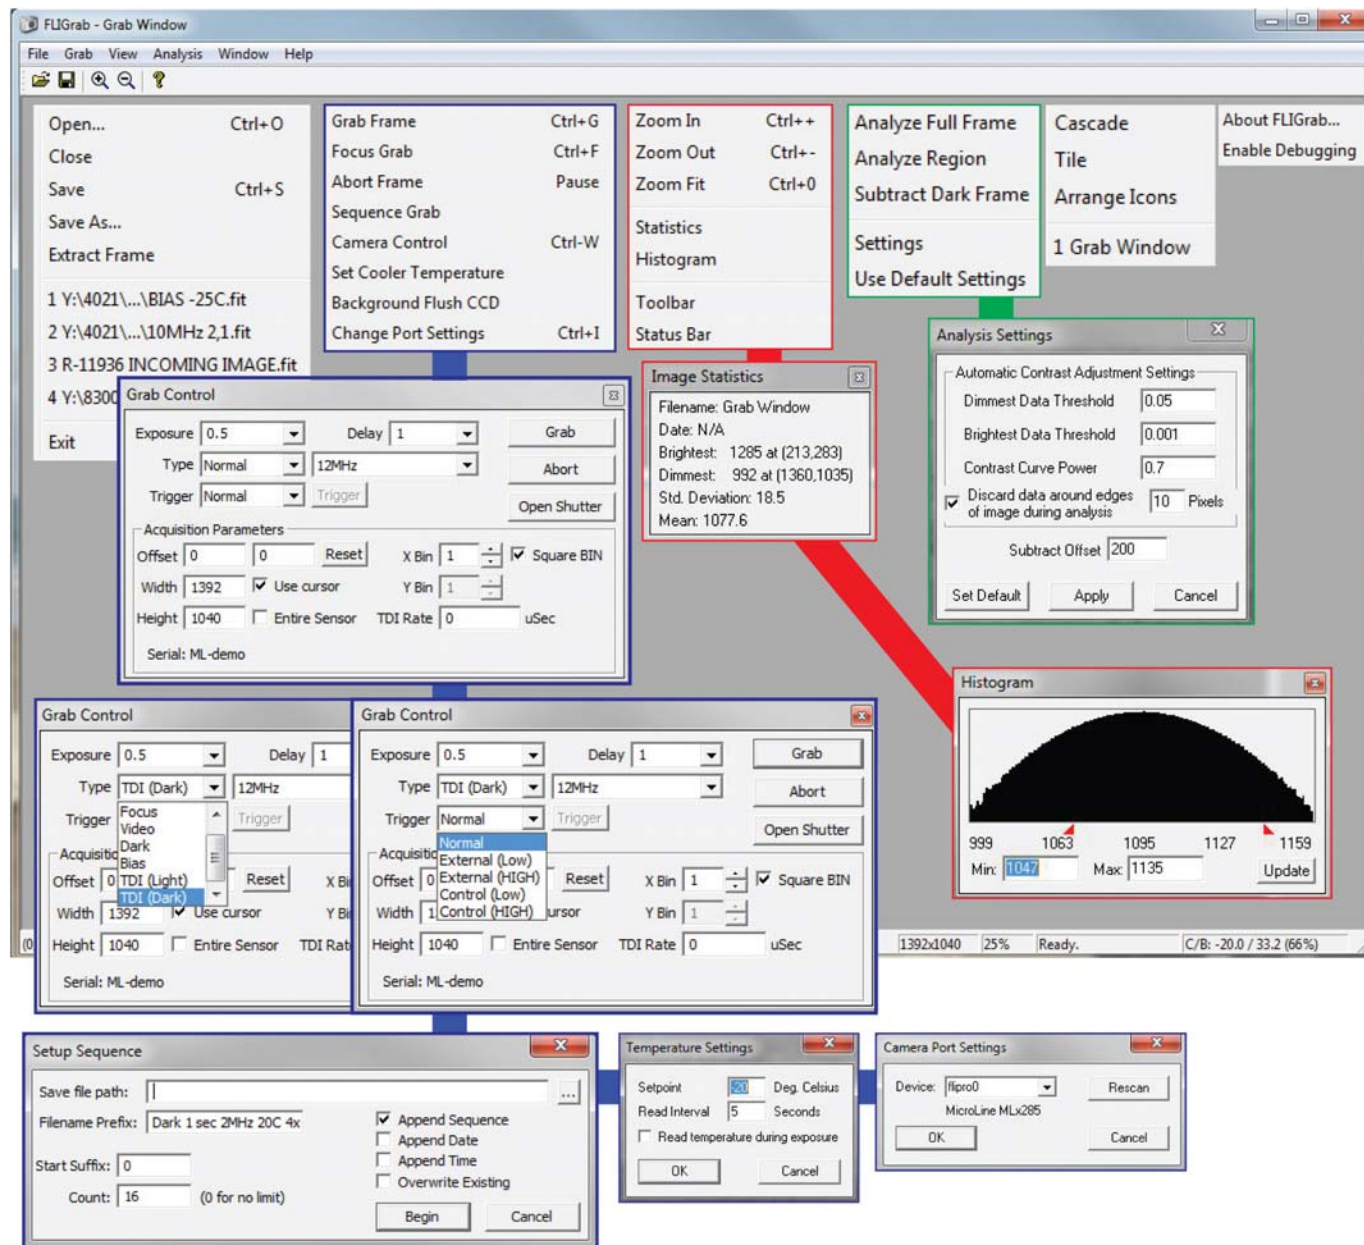 FLIGrab - Grab Window
File Grab View Analysis Window Help
Open... Ctrl+O
Close
Save Ctrl+S
Save As...
Extract Frame
1 Y:\4021\...\BIAS -25C.fit
2 Y:\4021\...\10MHz 2,1.fit
3 R-11936 INCOMING IMAGE.fit
4 Y:\8300
Exit
Grab Frame Ctrl+G
Focus Grab Ctrl+F
Abort Frame Pause
Sequence Grab
Camera Control Ctrl-W
Set Cooler Temperature
Background Flush CCD
Change Port Settings Ctrl+I
Zoom In Ctrl++
Zoom Out Ctrl+-
Zoom Fit Ctrl+0
Statistics
Histogram
Toolbar
Status Bar
Analyze Full Frame
Analyze Region
Subtract Dark Frame
Settings
Use Default Settings
Cascade
Tile
Arrange Icons
1 Grab Window
About FLIGrab...
Enable Debugging
Grab Control
Exposure 0.5 Delay 1 Grab
Type Normal 12MHz Abort
Trigger Normal Trigger Open Shutter
Acquisition Parameters
Offset 0 0 Reset X Bin 1 Square BIN
Width 1392 Use cursor Y Bin 1
Height 1040 Entire Sensor TDI Rate 0 uSec
Serial: ML-demo
Image Statistics
Filename: Grab Window
Date: N/A
Brightest: 1285 at (213,283)
Dimmest: 992 at (1360,1035)
Std. Deviation: 18.5
Mean: 1077.6
Analysis Settings
Automatic Contrast Adjustment Settings
Dimmest Data Threshold 0.05
Brightest Data Threshold 0.001
Contrast Curve Power 0.7
Discard data around edges
of image during analysis 10 Pixels
Subtract Offset 200
Set Default Apply Cancel
Grab Control
Exposure 0.5 Delay 1
Type TDI (Dark) 12MHz
Trigger Trigger
Focus
Video
Dark
Bias
TDI (Light)
TDI (Dark)
Acquisitio
Offset 0 Reset X Bi
Width 1392 Use cursor Y Bi
Height 1040 Entire Sensor TDI Rat
Serial: ML-demo
Grab Control
Exposure 0.5 Delay 1 Grab
Type TDI (Dark) 12MHz Abort
Trigger Normal Trigger Open Shutter
Normal
External (Low)
External (HIGH)
Control (Low)
Control (HIGH)
Acquisitio
Offset 0 Reset X Bin 1 Square BIN
Width 1 ursor Y Bin 1
Height 1040 Entire Sensor TDI Rate 0 uSec
Serial: ML-demo
Histogram
999 1063 1095 1127 1159
Min: 1047 Max: 1135 Update
(0 1392x1040 25% Ready. C/B: -20.0 / 33.2 (66%)
Setup Sequence
Save file path: ...
Filename Prefix: Dark 1 sec 2MHz 20C 4x
Append Sequence
Append Date
Append Time
Overwrite Existing
Start Suffix: 0
Count: 16 (0 for no limit)
Begin Cancel
Temperature Settings
Setpoint -20 Deg. Celsius
Read Interval 5 Seconds
Read temperature during exposure
OK Cancel
Camera Port Settings
Device: flipro0 Rescan
MicroLine MLx285
OK Cancel